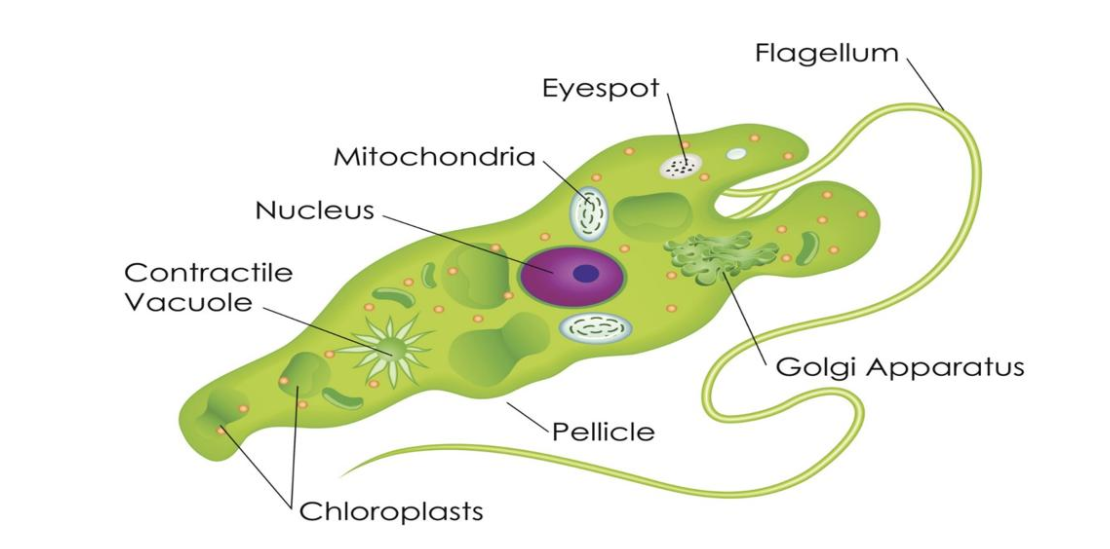 Flagellum
Eyespot
Mitochondria
Nucleus
Contractile
Vacuole
Golgi Apparatus
Pellicle
Chloroplasts